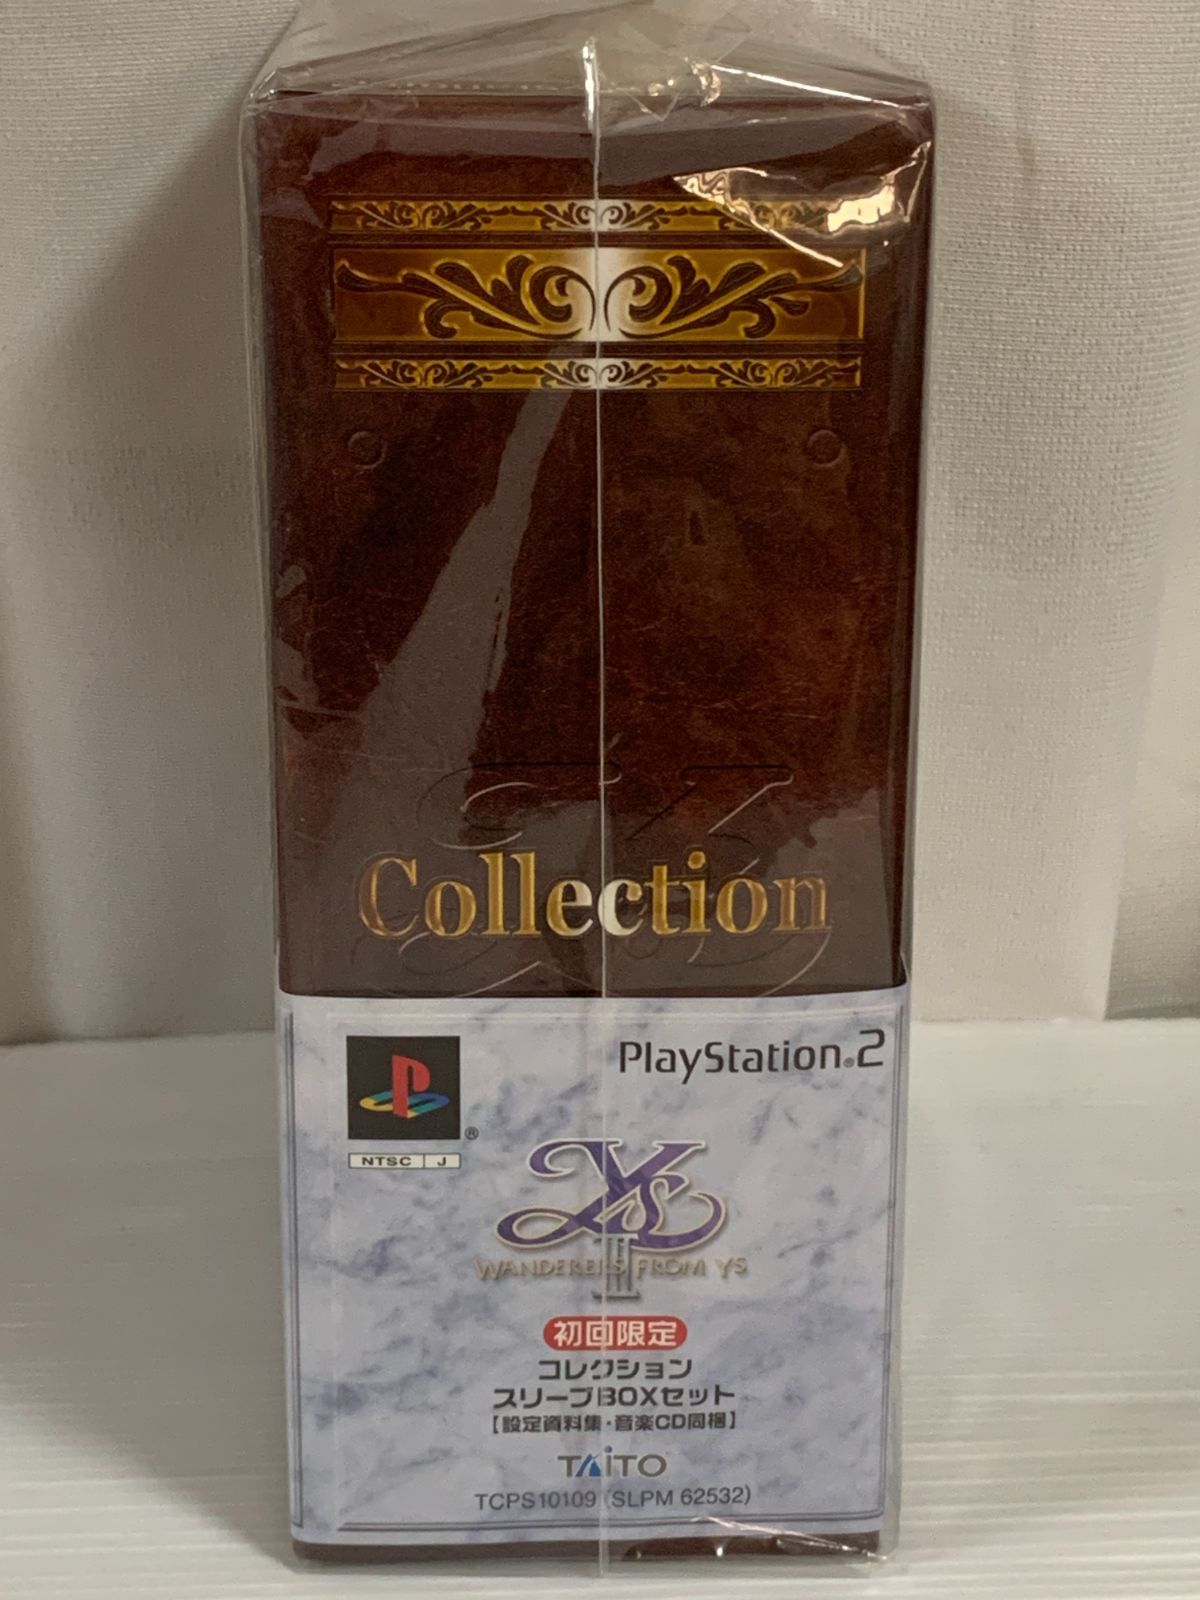 Collection
PlayStation®2
NTSC J
Ys
III
WANDERERS FROM YS
初回限定
コレクション
スリーブBOXセット
【設定資料集・音楽CD同梱】
TAITO
TCPS10109 (SLPM 62532)